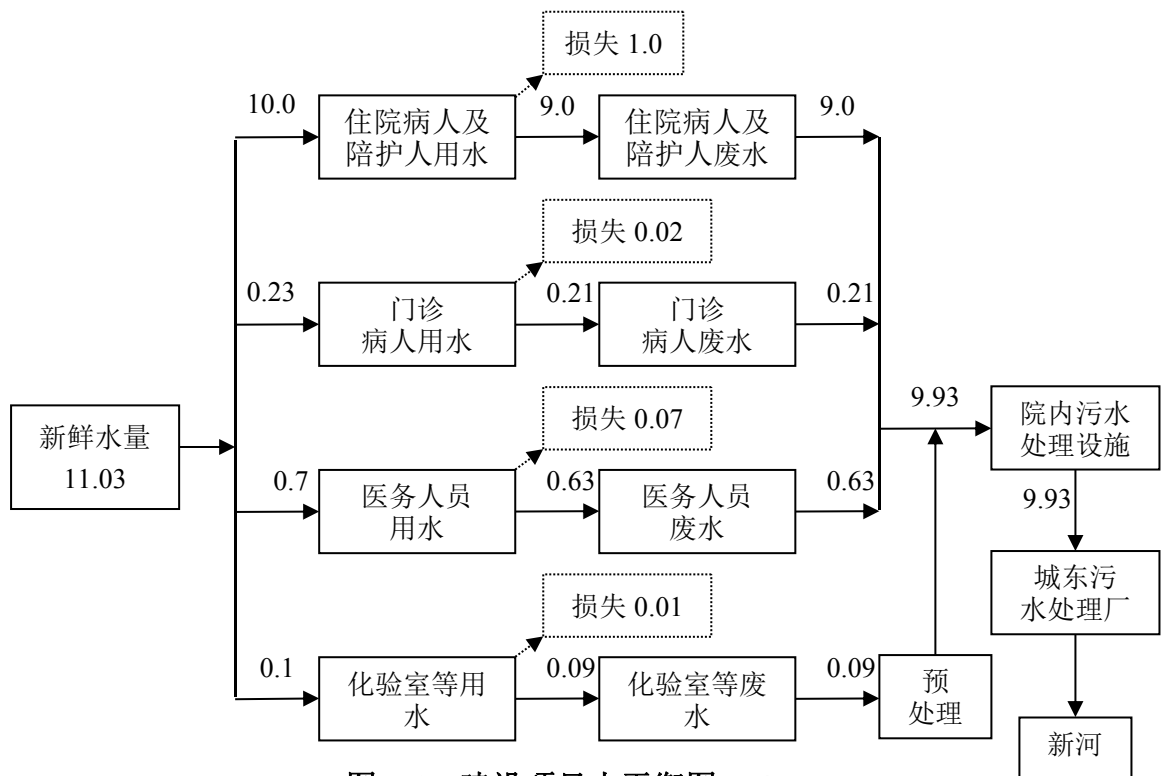 损失 1.0
10.0
住院病人及
陪护人用水
9.0
住院病人及
陪护人废水
9.0
损失 0.02
0.23
门诊
病人用水
0.21
门诊
病人废水
0.21
新鲜水量
11.03
损失 0.07
0.7
医务人员
用水
0.63
医务人员
废水
0.63
9.93
院内污水
处理设施
9.93
城东污
水处理厂
损失 0.01
0.1
化验室等用
水
0.09
化验室等废
水
0.09
预
处理
新河